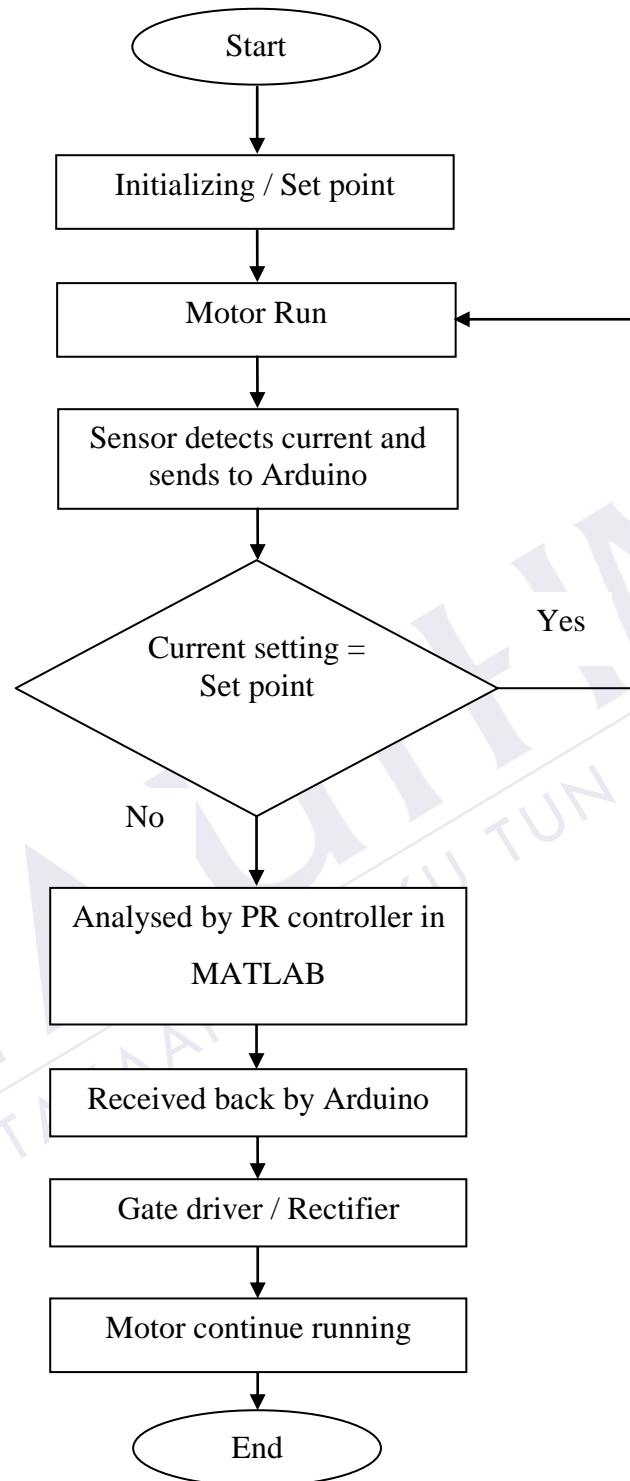 Start
Initializing / Set point
Motor Run
Sensor detects current and
sends to Arduino
Current setting =
Set point
Yes
No
Analysed by PR controller in
MATLAB
Received back by Arduino
Gate driver / Rectifier
Motor continue running
End
TUN